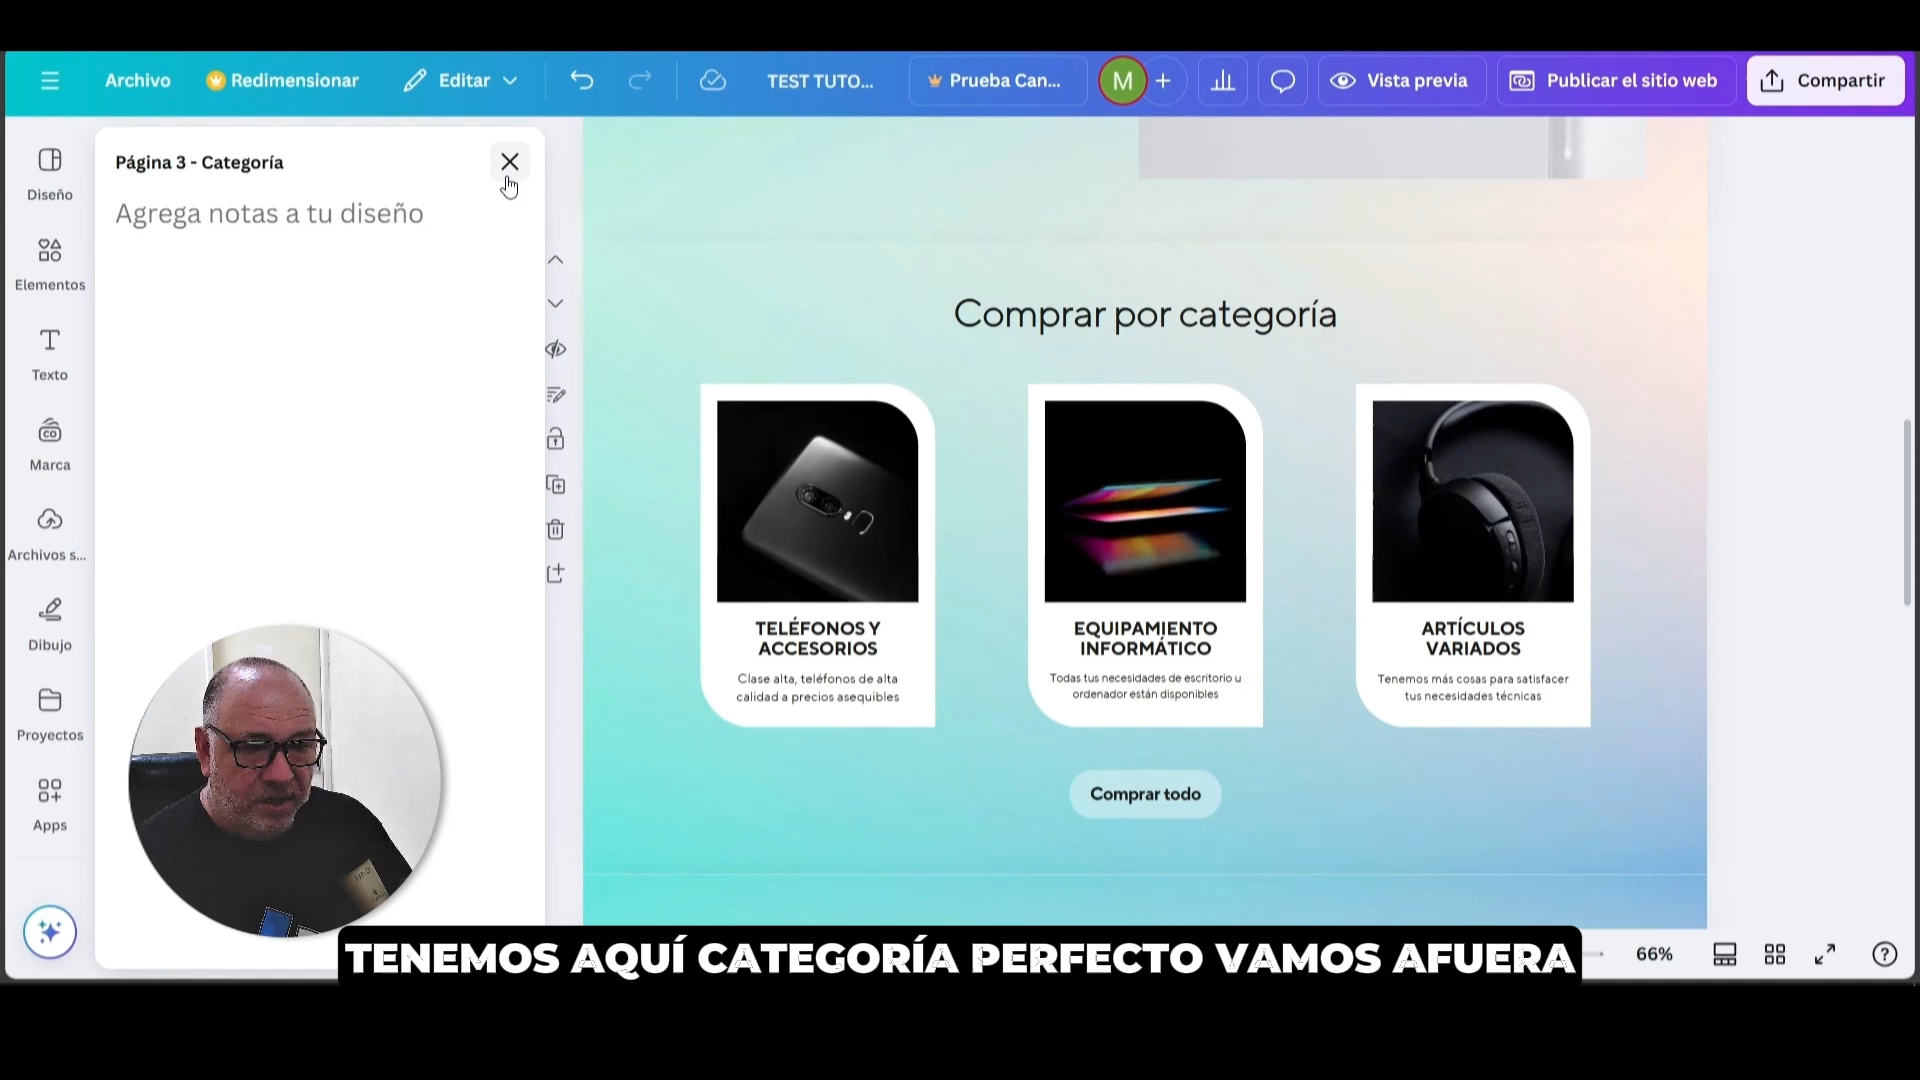 Archivo
Redimensionar
Editar
TEST TUTO...
Prueba Can...
M
Vista previa
Publicar el sitio web
Compartir
Diseño
Elementos
Texto
CO
Marca
Archivos s...
Dibujo
Proyectos
Apps
Página 3 - Categoría
Agrega notas a tu diseño
Comprar por categoría
TELÉFONOS Y
ACCESORIOS
Clase alta, teléfonos de alta
calidad a precios asequibles
EQUIPAMIENTO
INFORMÁTICO
Todas tus necesidades de escritorio u
ordenador están disponibles
ARTÍCULOS
VARIADOS
Tenemos más cosas para satisfacer
tus necesidades técnicas
Comprar todo
TENEMOS AQUÍ CATEGORÍA PERFECTO VAMOS AFUERA
66%